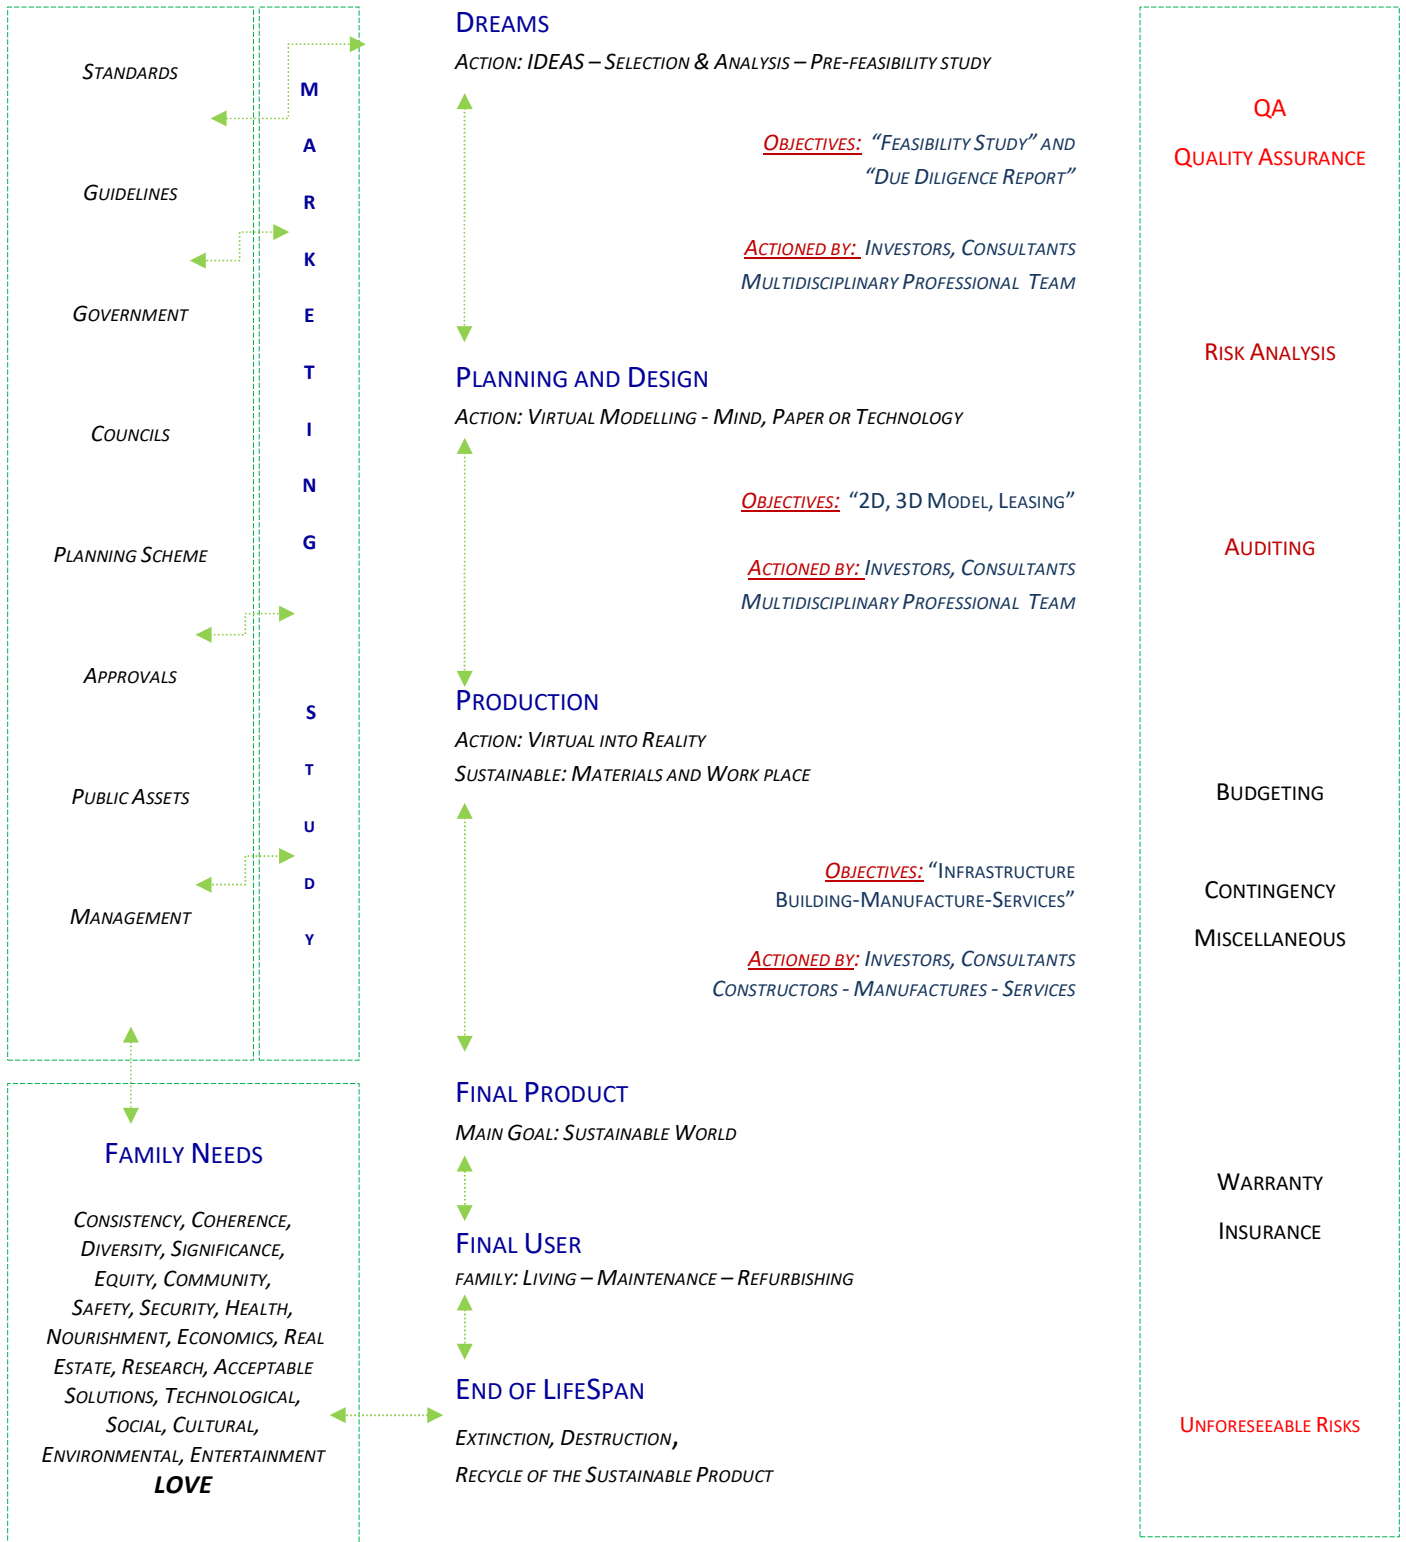 Standards
Guidelines
Government
Councils
Planning Scheme
Approvals
Public Assets
Management
M
A
R
K
E
T
I
N
G
S
T
U
D
Y
Family Needs
Consistency, Coherence,
Diversity, Significance,
Equity, Community,
Safety, Security, Health,
Nourishment, Economics, Real
Estate, Research, Acceptable
Solutions, Technological,
Social, Cultural,
Environmental, Entertainment
LOVE
Dreams
Action: IDEAS – Selection & Analysis – Pre-feasibility study
Objectives: “Feasibility Study” and
“Due Diligence Report”
Actioned by: Investors, Consultants
Multidisciplinary Professional Team
Planning and Design
Action: Virtual Modelling - Mind, Paper or Technology
Objectives: “2D, 3D Model, Leasing”
Actioned by: Investors, Consultants
Multidisciplinary Professional Team
Production
Action: Virtual into Reality
Sustainable: Materials and Work place
Objectives: “Infrastructure
Building-Manufacture-Services”
Actioned by: Investors, Consultants
Constructors - Manufactures - Services
Final Product
Main Goal: Sustainable World
Final User
family: Living – Maintenance – Refurbishing
End of LifeSpan
Extinction, Destruction,
Recycle of the Sustainable Product
QA
Quality Assurance
Risk Analysis
Auditing
Budgeting
Contingency
Miscellaneous
Warranty
Insurance
Unforeseeable Risks